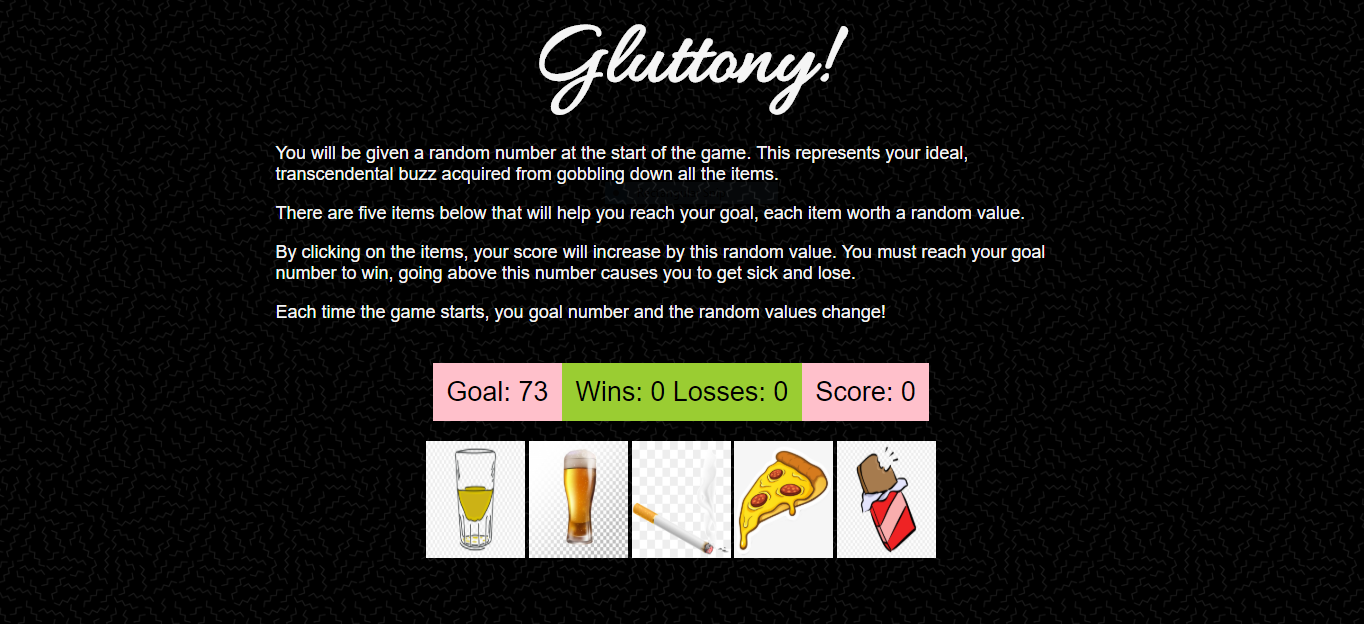 Gluttony!
You will be given a random number at the start of the game. This represents your ideal,
transcendental buzz acquired from gobbling down all the items.
There are five items below that will help you reach your goal, each item worth a random value.
By clicking on the items, your score will increase by this random value. You must reach your goal
number to win, going above this number causes you to get sick and lose.
Each time the game starts, you goal number and the random values change!
Goal: 73 Wins: 0 Losses: 0 Score: 0